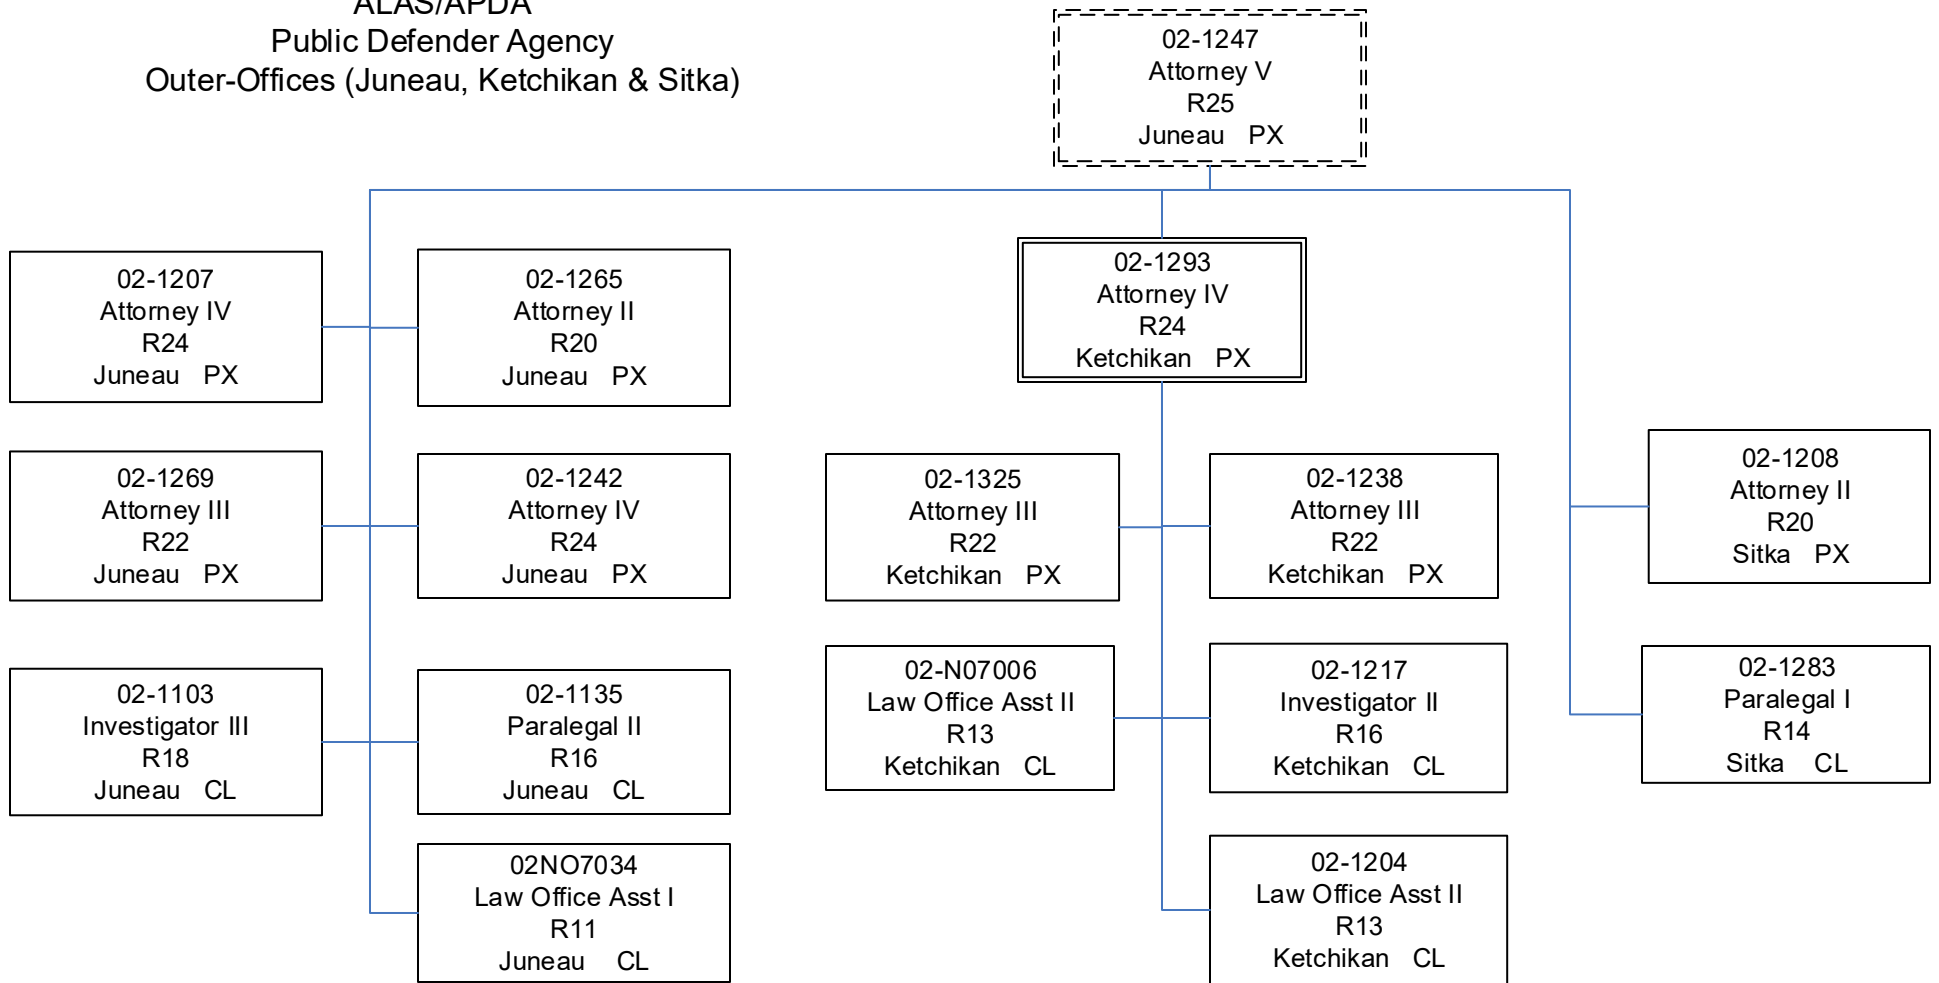 ALAS/APDA
Public Defender Agency
Outer-Offices (Juneau, Ketchikan & Sitka)
02-1247
Attorney V
R25
Juneau PX
02-1207
Attorney IV
R24
Juneau PX
02-1265
Attorney II
R20
Juneau PX
02-1293
Attorney IV
R24
Ketchikan PX
02-1269
Attorney III
R22
Juneau PX
02-1242
Attorney IV
R24
Juneau PX
02-1325
Attorney III
R22
Ketchikan PX
02-1238
Attorney III
R22
Ketchikan PX
02-1208
Attorney II
R20
Sitka PX
02-1103
Investigator III
R18
Juneau CL
02-1135
Paralegal II
R16
Juneau CL
02-N07006
Law Office Asst II
R13
Ketchikan CL
02-1217
Investigator II
R16
Ketchikan CL
02-1283
Paralegal I
R14
Sitka CL
02NO7034
Law Office Asst I
R11
Juneau CL
02-1204
Law Office Asst II
R13
Ketchikan CL